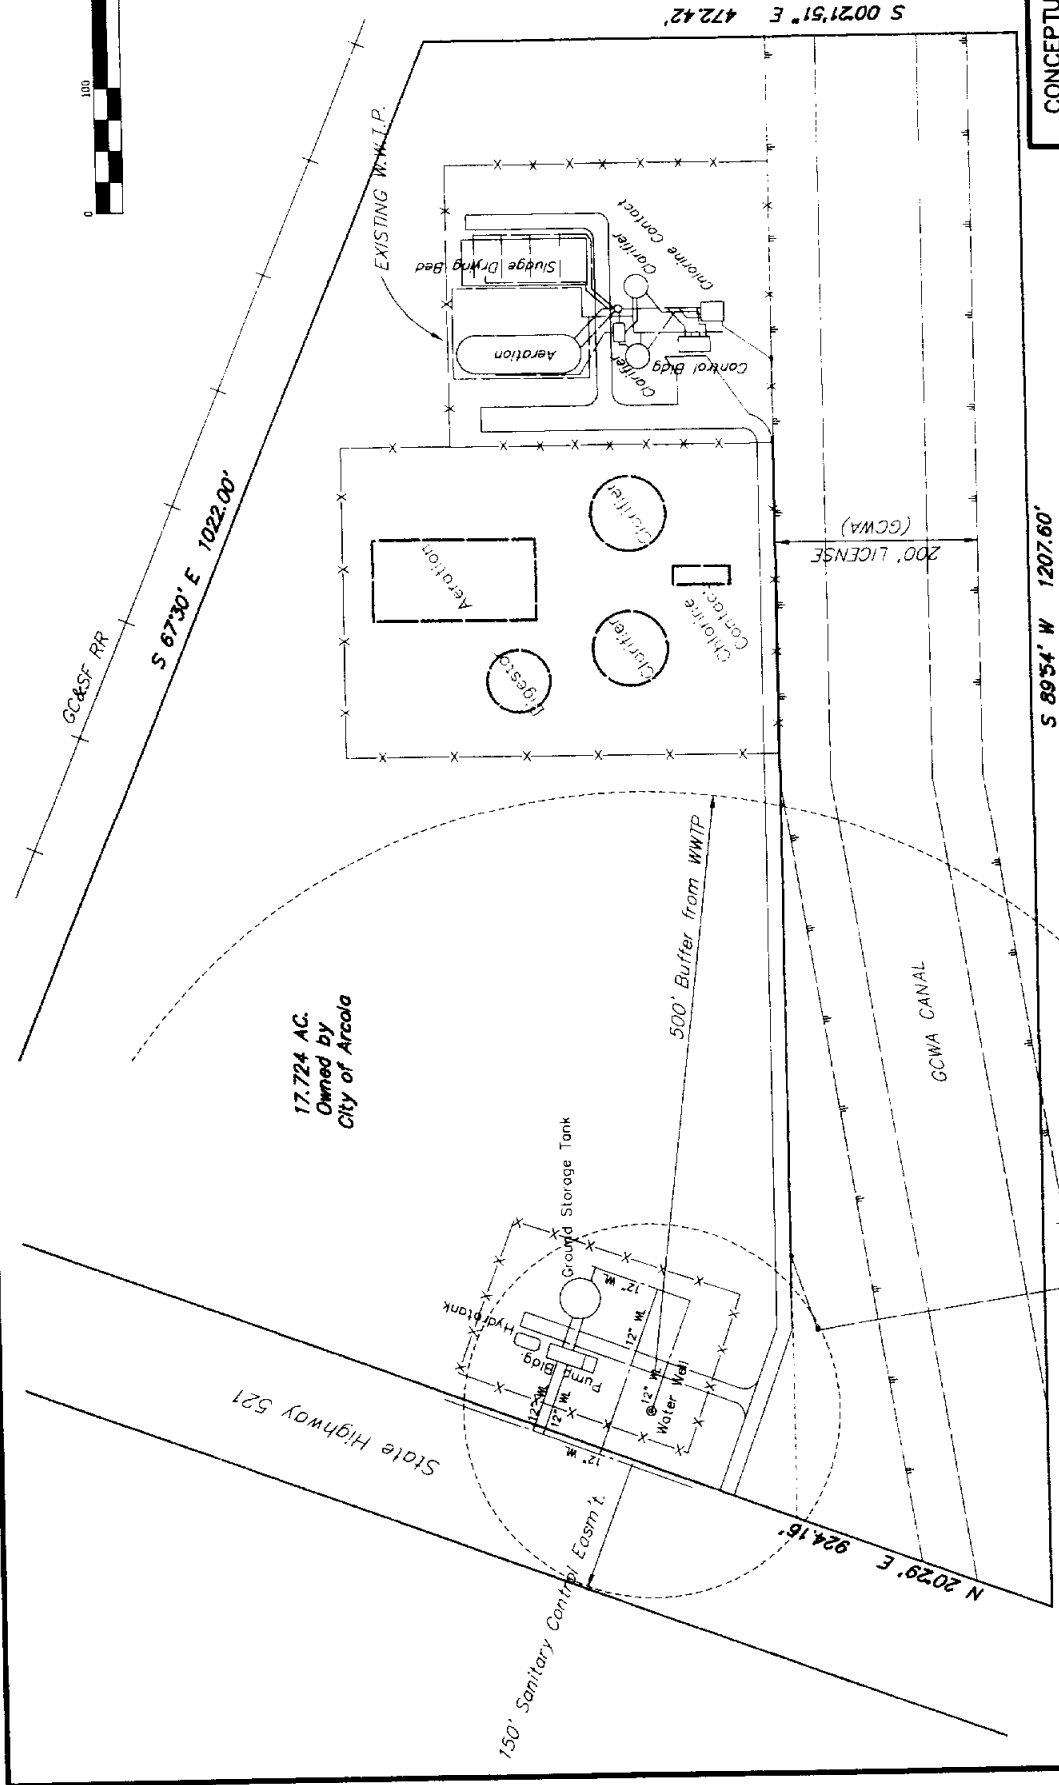 S 00°21'51" E 472.42'
CONCEPTU
0
100
EXISTING W.W.T.P.
Sludge Drying Bed
Aeration
Clarifier
Chlorine Contact
Clarifier
Control Bldg
GC&SF RR
S 67°30' E 1022.00'
Aeration
Clarifier
Clarifier
Digestor
Chlorine
Contact
200' LICENSE
(GCWA)
S 89°54' W 1207.60'
500' Buffer from WWTP
17.724 AC.
Owned by
City of Arcola
GCWA CANAL
Ground Storage Tank
Hydrotank
Pump
Bldg.
12" WL
12" WL
12" WL
12" WL
12" WL
12" WL
Water Well
State Highway 521
150' Sanitary Control Easm't.
N 20°29' E 924.16'